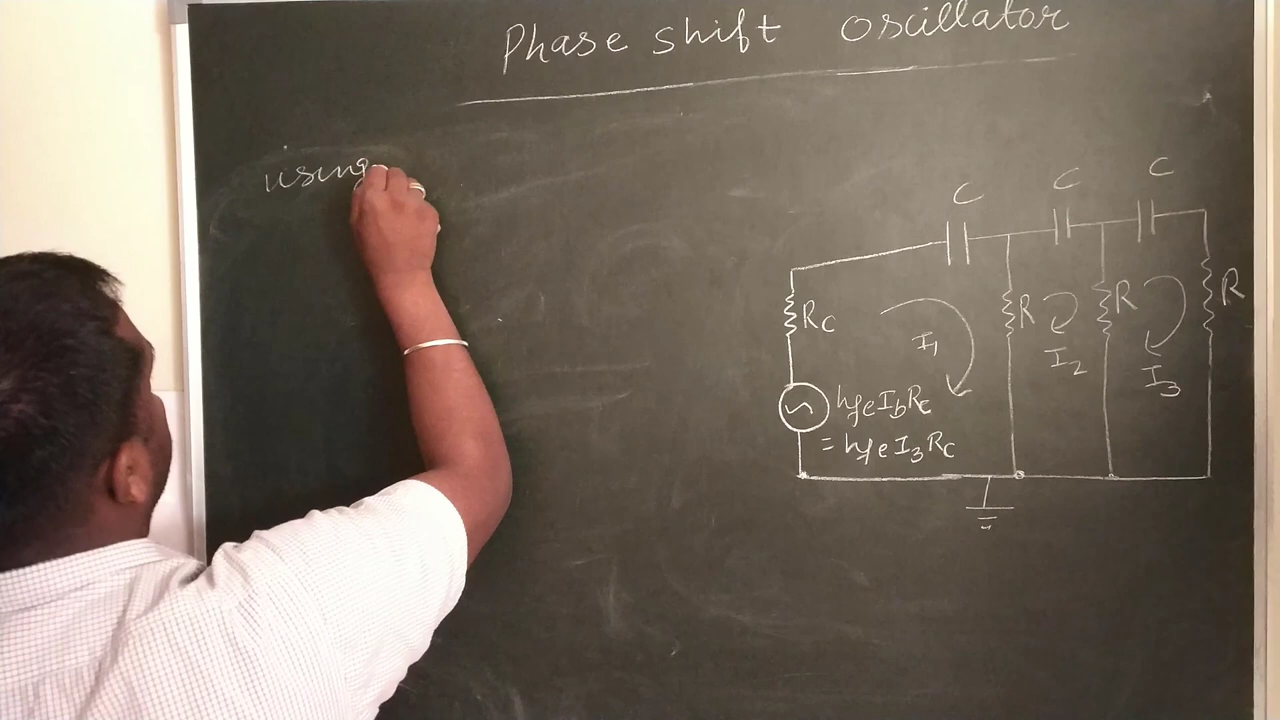 Phase shift oscillator
using
C
C
C
RC
R
R
R
I1
I2
I3
hfeIbRC
= hfeI3RC